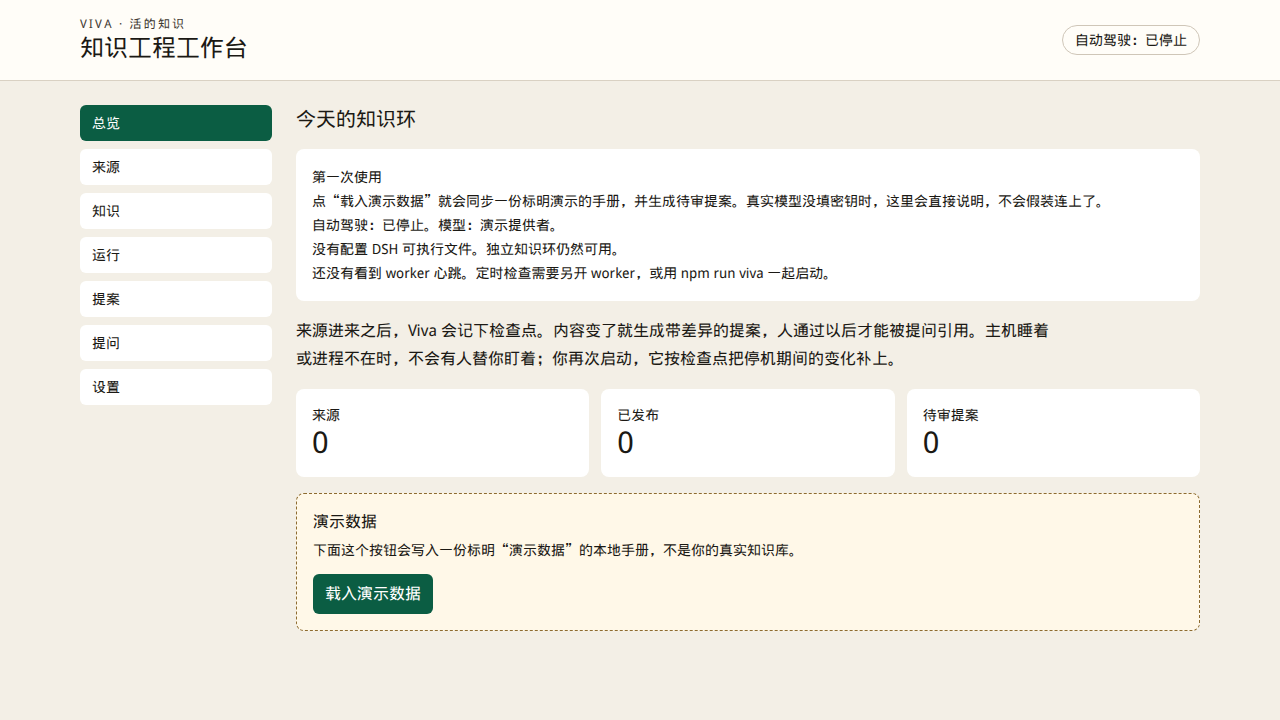 VIVA · 活的知识
知识工程工作台
自动驾驶：已停止
总览
来源
知识
运行
提案
提问
设置
今天的知识环
第一次使用
点“载入演示数据”就会同步一份标明演示的手册，并生成待审提案。真实模型没填密钥时，这里会直接说明，不会假装连上了。
自动驾驶：已停止。模型：演示提供者。
没有配置 DSH 可执行文件。独立知识环仍然可用。
还没有看到 worker 心跳。定时检查需要另开 worker，或用 npm run viva 一起启动。
来源进来之后，Viva 会记下检查点。内容变了就生成带差异的提案，人通过以后才能被提问引用。主机睡着
或进程不在时，不会有人替你盯着；你再次启动，它按检查点把停机期间的变化补上。
来源
0
已发布
0
待审提案
0
演示数据
下面这个按钮会写入一份标明“演示数据”的本地手册，不是你的真实知识库。
载入演示数据